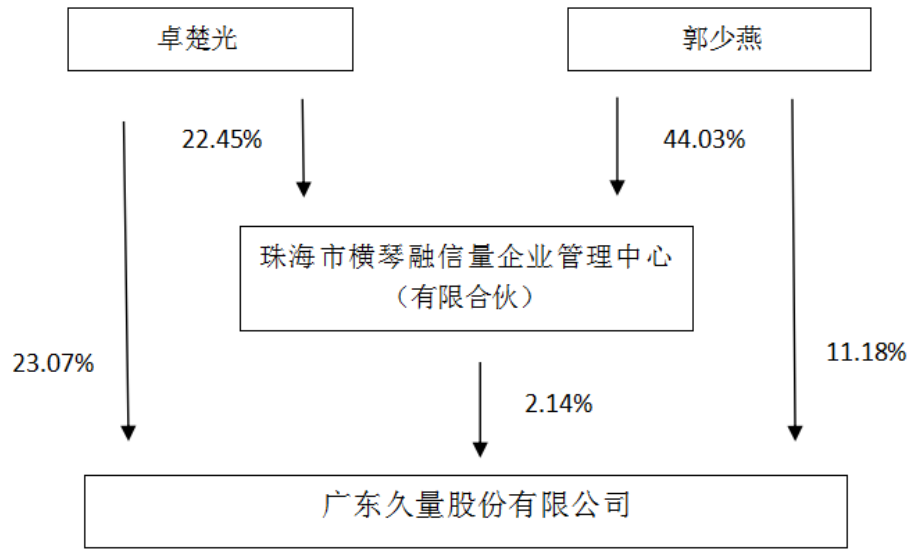 卓楚光
郭少燕
22.45%
44.03%
珠海市横琴融信量企业管理中心
（有限合伙）
23.07%
11.18%
2.14%
广东久量股份有限公司